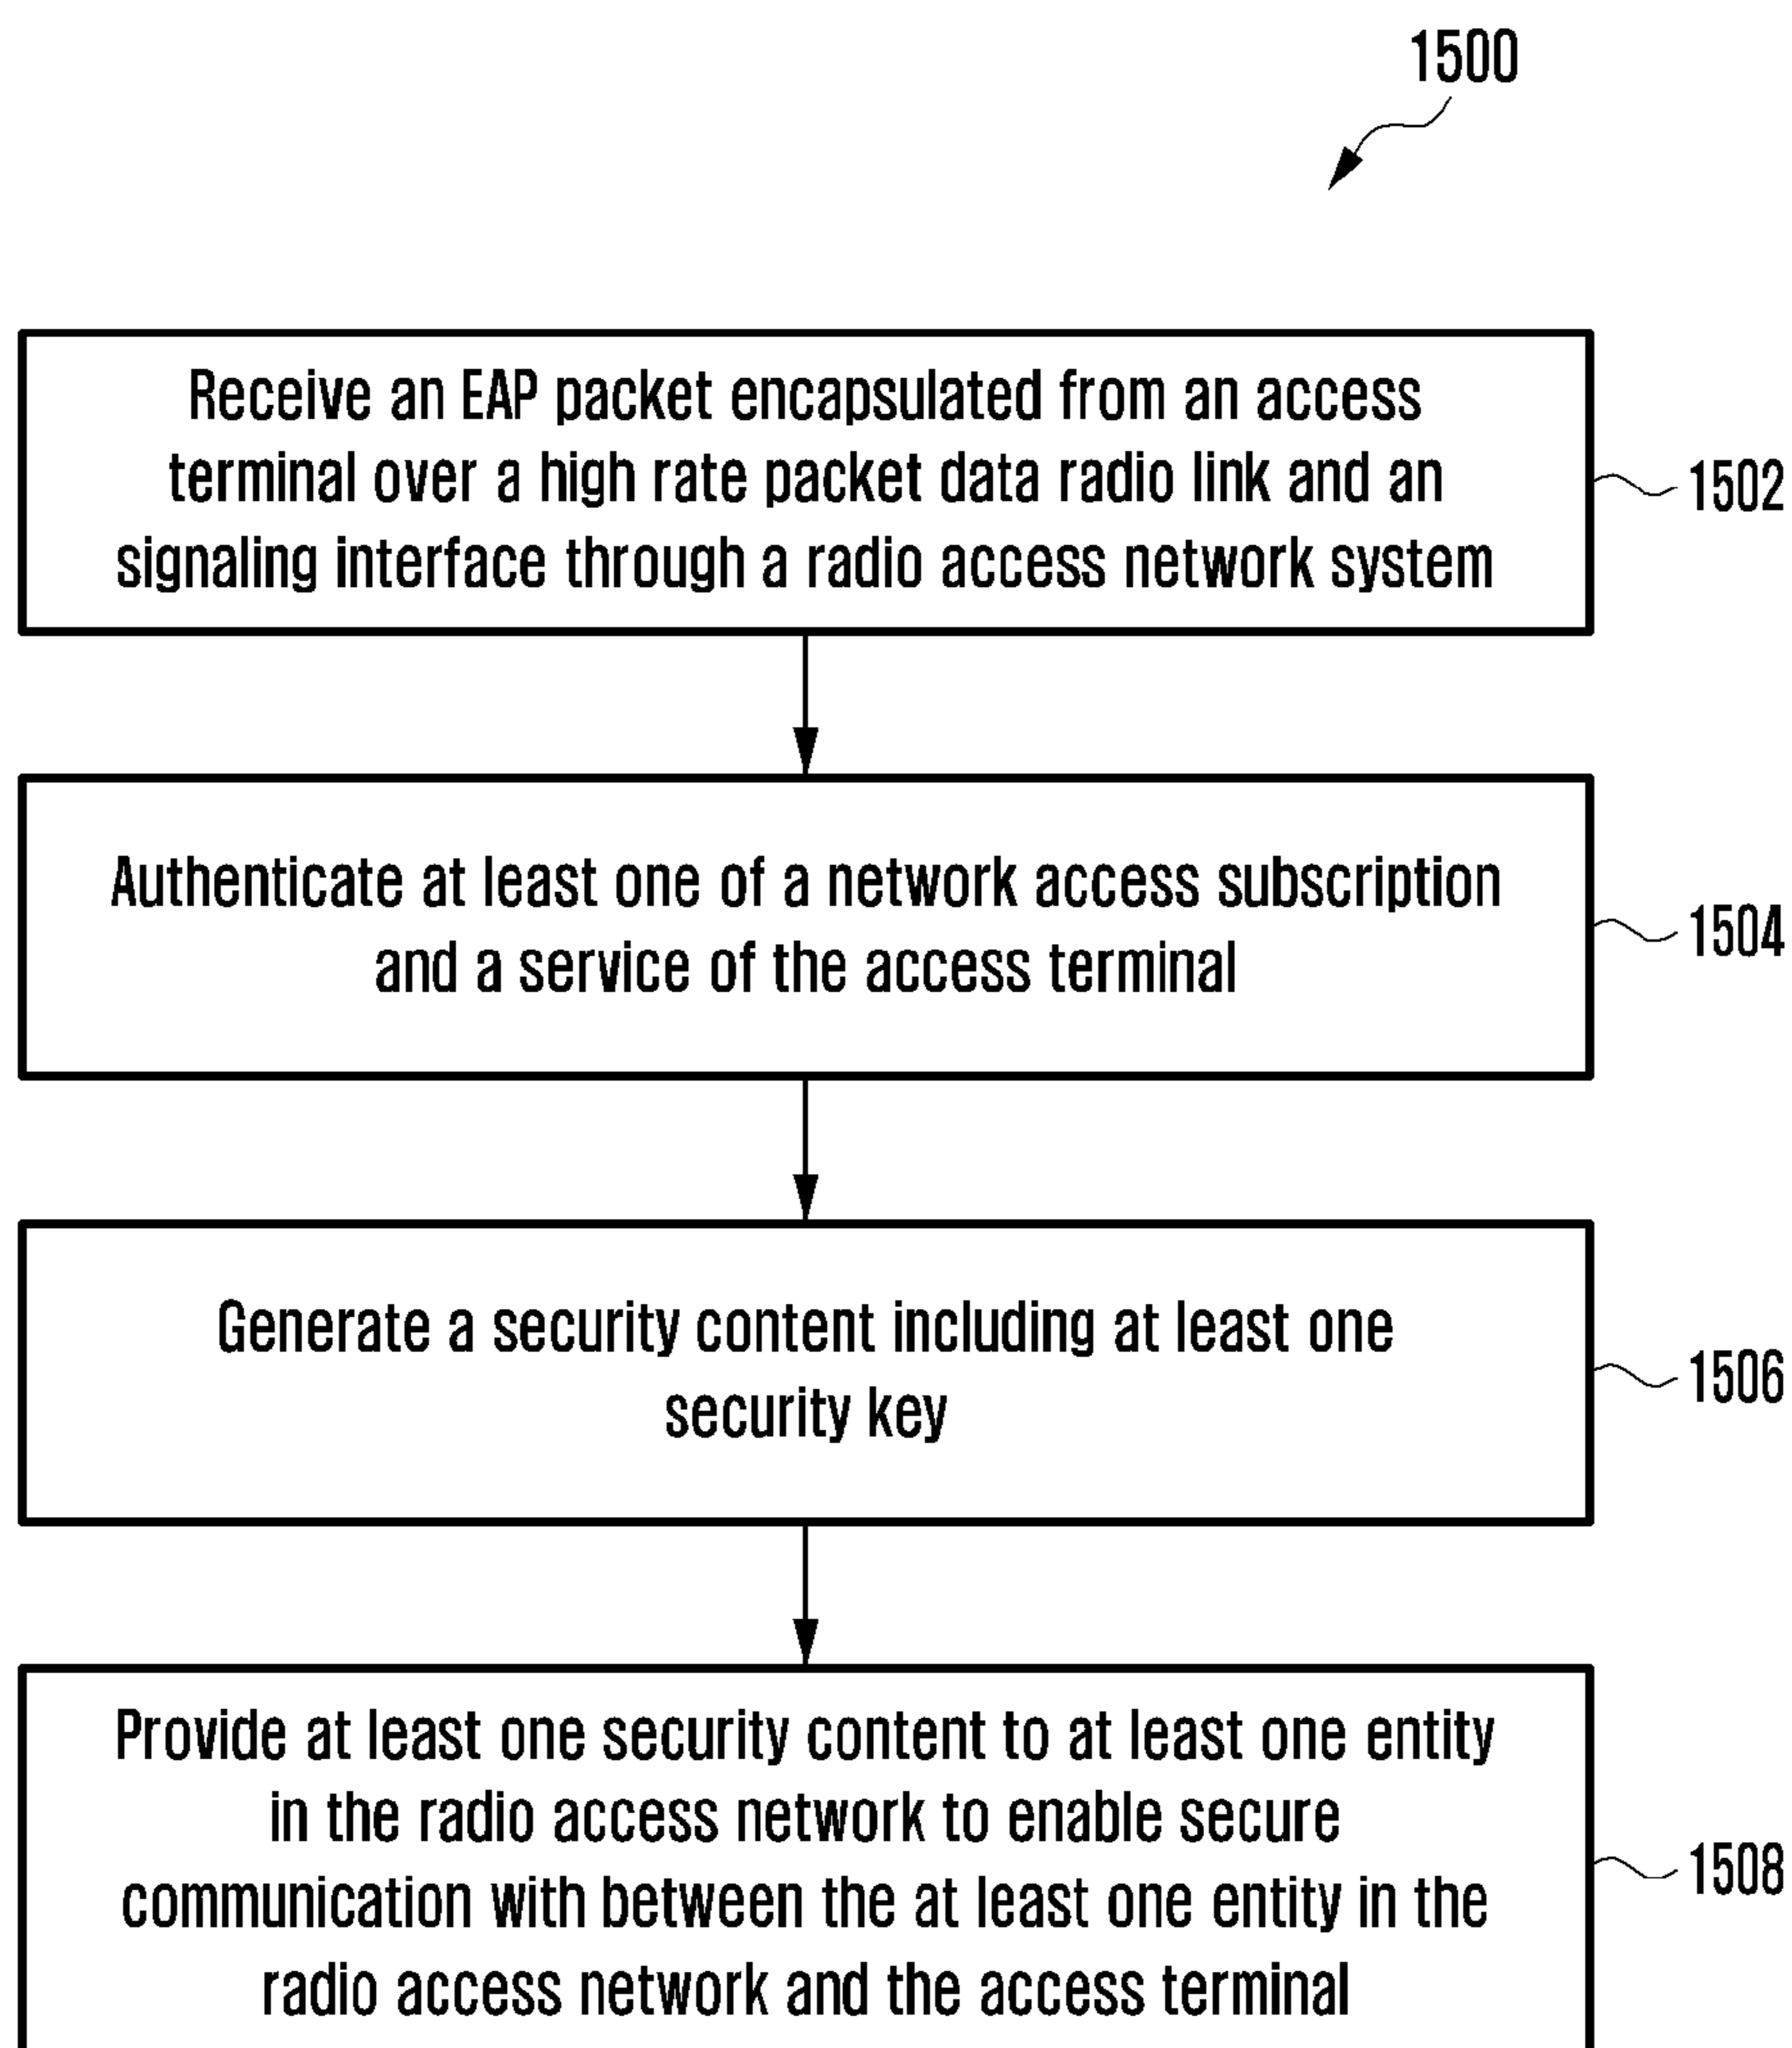 1500
Receive an EAP packet encapsulated from an access
terminal over a high rate packet data radio link and an
signaling interface through a radio access network system
1502
Authenticate at least one of a network access subscription
and a service of the access terminal
1504
Generate a security content including at least one
security key
1506
Provide at least one security content to at least one entity
in the radio access network to enable secure
communication with between the at least one entity in the
radio access network and the access terminal
1508